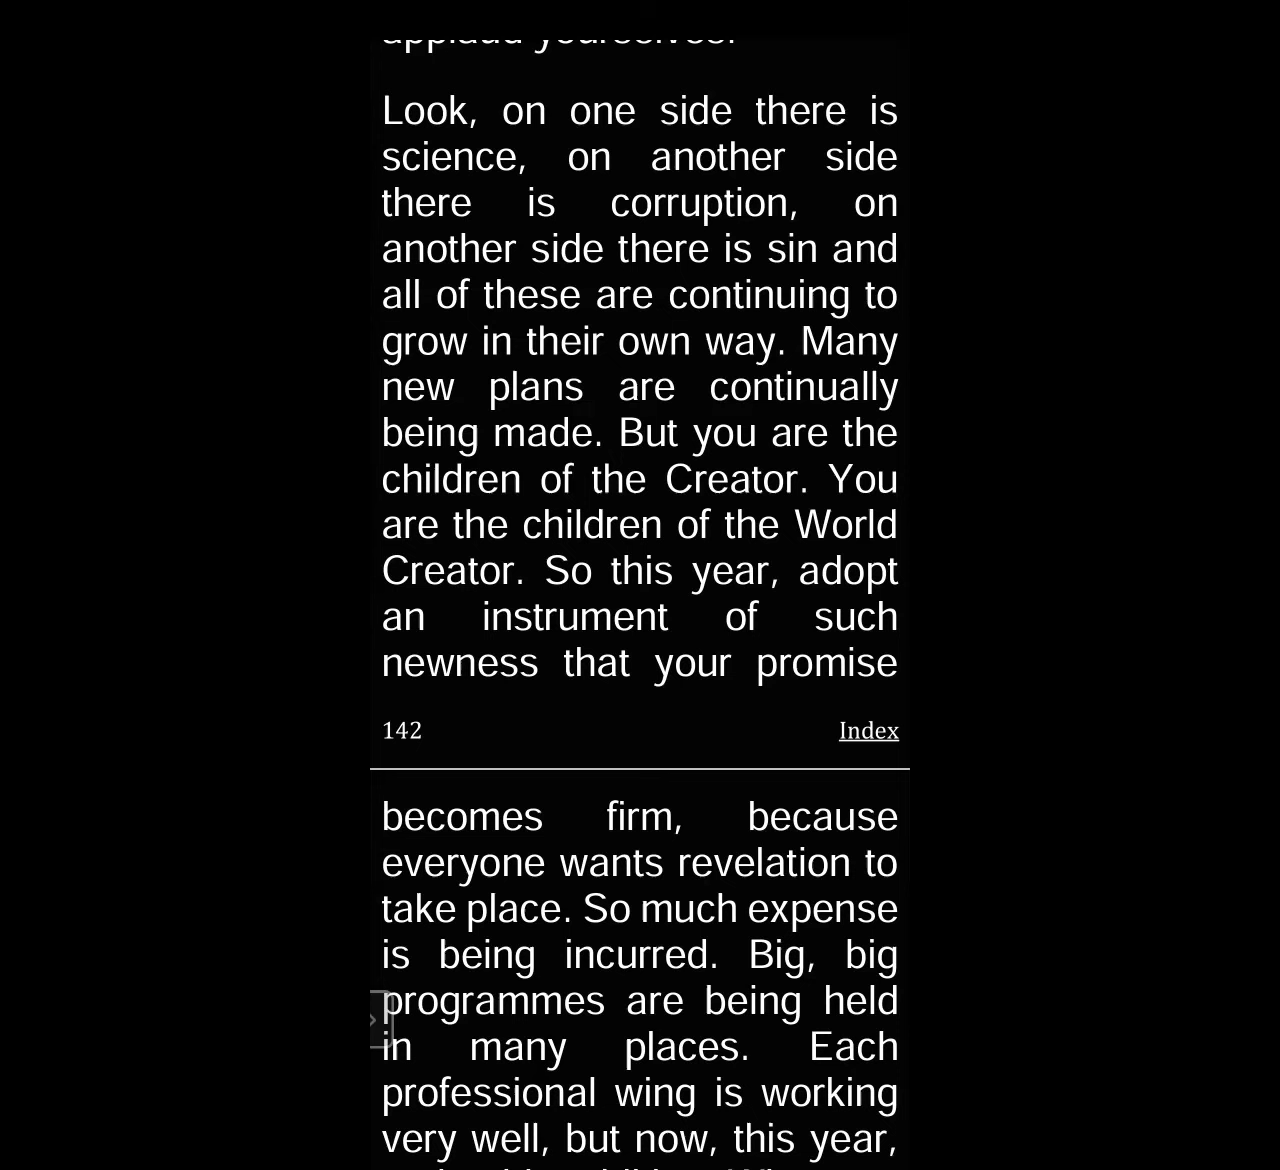 applaud yourselves.
Look, on one side there is
science, on another side
there is corruption, on
another side there is sin and
all of these are continuing to
grow in their own way. Many
new plans are continually
being made. But you are the
children of the Creator. You
are the children of the World
Creator. So this year, adopt
an instrument of such
newness that your promise
142 Index
becomes firm, because
everyone wants revelation to
take place. So much expense
is being incurred. Big, big
programmes are being held
in many places. Each
professional wing is working
very well, but now, this year,